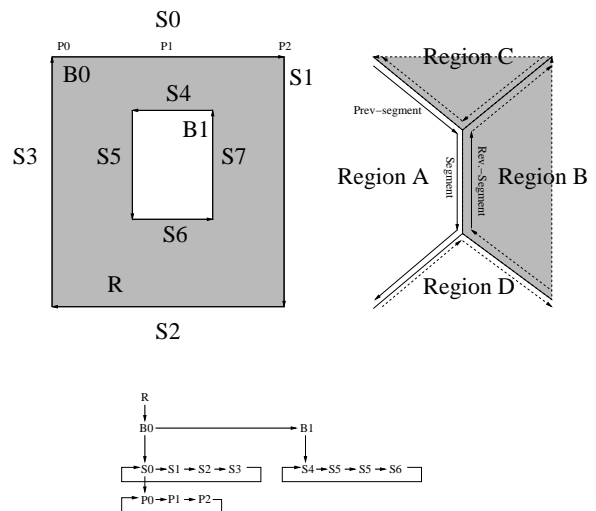 S0
P0 P1 P2
B0
S1
S4
B1
S3
S5
S7
S6
R
S2
Region C
Prev-segment
Region A
Segment
Rev.-Segment
Region B
Region D
R
B0 B1
S0 S1 S2 S3
S4 S5 S5 S6
P0 P1 P2